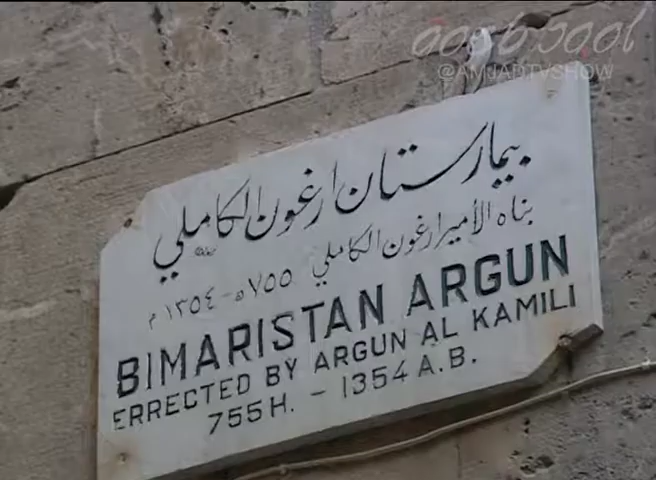 @AMJADTVSHOW
بيمارستان ارغون الكاملي
بناه الأمير ارغون الكاملي
٧٥٥ هـ - ١٣٥٤ م
BIMARISTAN ARGUN
ERRECTED BY ARGUN AL KAMILI
755 H. - 1354 A.B.